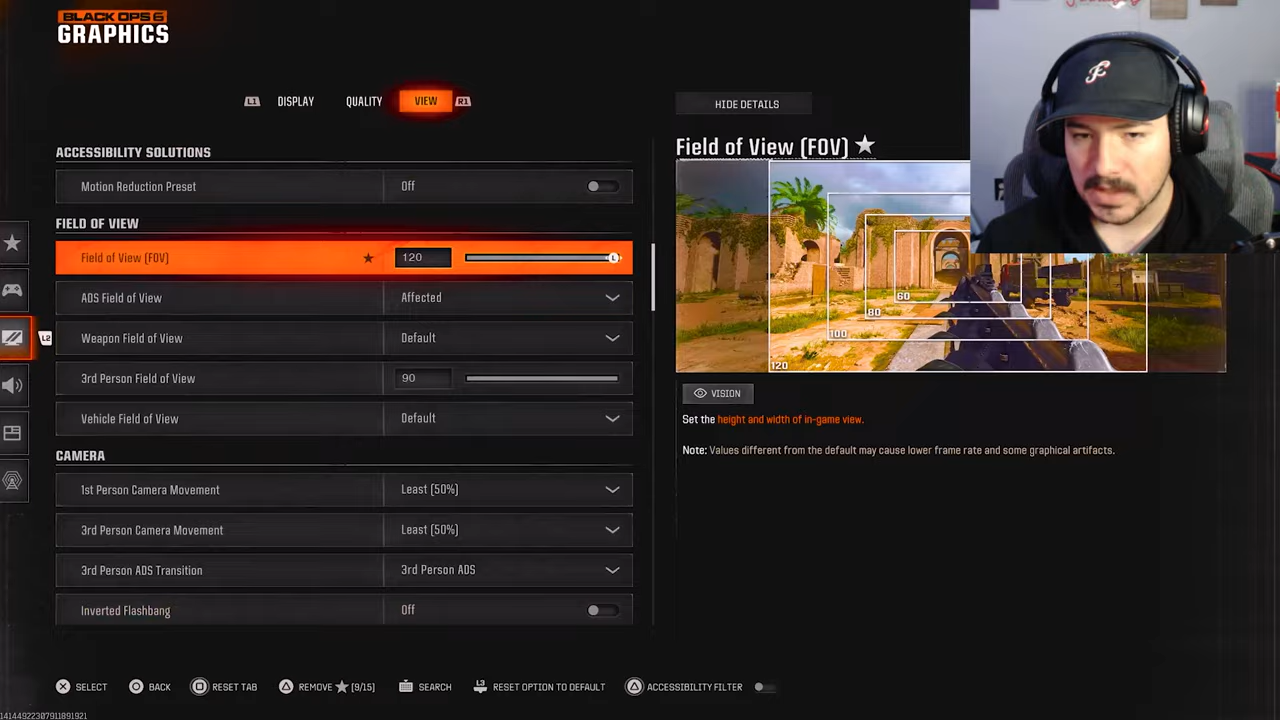 BLACK OPS 6
GRAPHICS
L1 DISPLAY QUALITY VIEW R1
HIDE DETAILS
ACCESSIBILITY SOLUTIONS
Motion Reduction Preset Off
FIELD OF VIEW
Field of View (FOV) ★ 120 L
ADS Field of View Affected
Weapon Field of View Default
3rd Person Field of View 90
Vehicle Field of View Default
CAMERA
1st Person Camera Movement Least (50%)
3rd Person Camera Movement Least (50%)
3rd Person ADS Transition 3rd Person ADS
Inverted Flashbang Off
L2
Field of View (FOV) ★
60
80
100
120
VISION
Set the height and width of in-game view.
Note: Values different from the default may cause lower frame rate and some graphical artifacts.
SELECT BACK RESET TAB REMOVE ★ (9/15) SEARCH L3 RESET OPTION TO DEFAULT ACCESSIBILITY FILTER